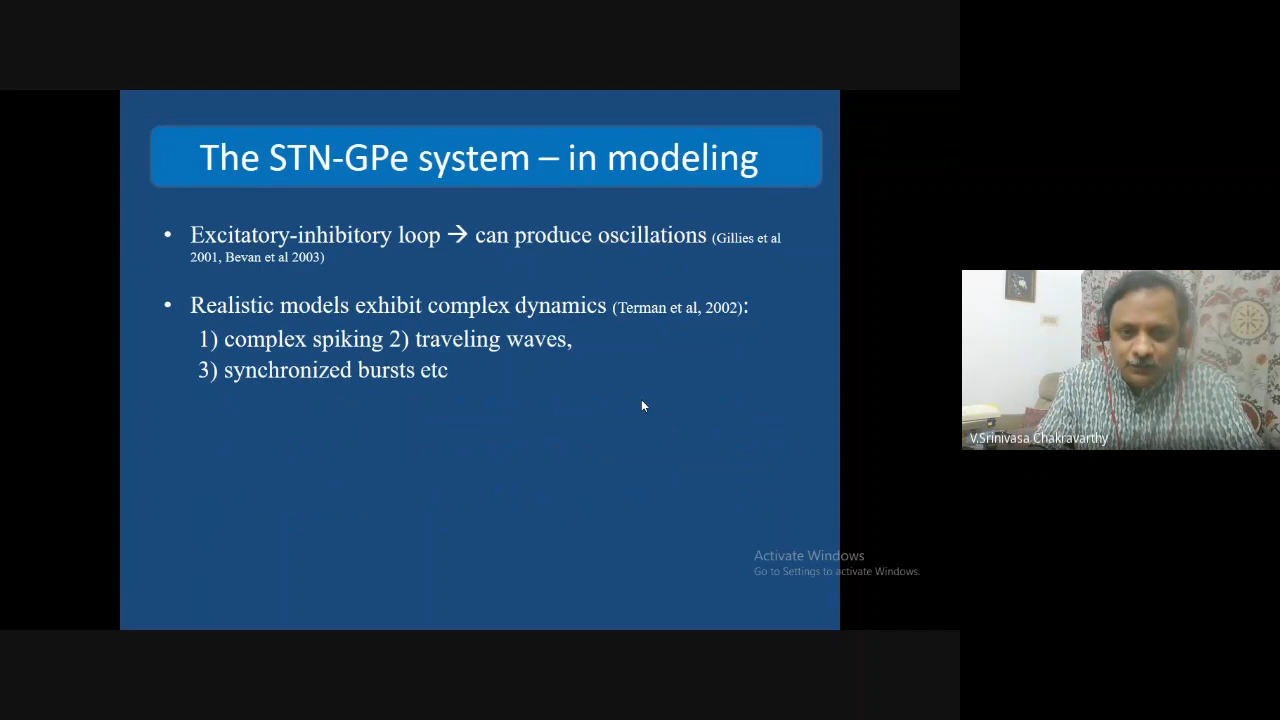 The STN-GPe system – in modeling
• Excitatory-inhibitory loop → can produce oscillations (Gillies et al
2001, Bevan et al 2003)
• Realistic models exhibit complex dynamics (Terman et al, 2002):
1) complex spiking 2) traveling waves,
3) synchronized bursts etc
V.Srinivasa Chakravarthy
Activate Windows
Go to Settings to activate Windows.